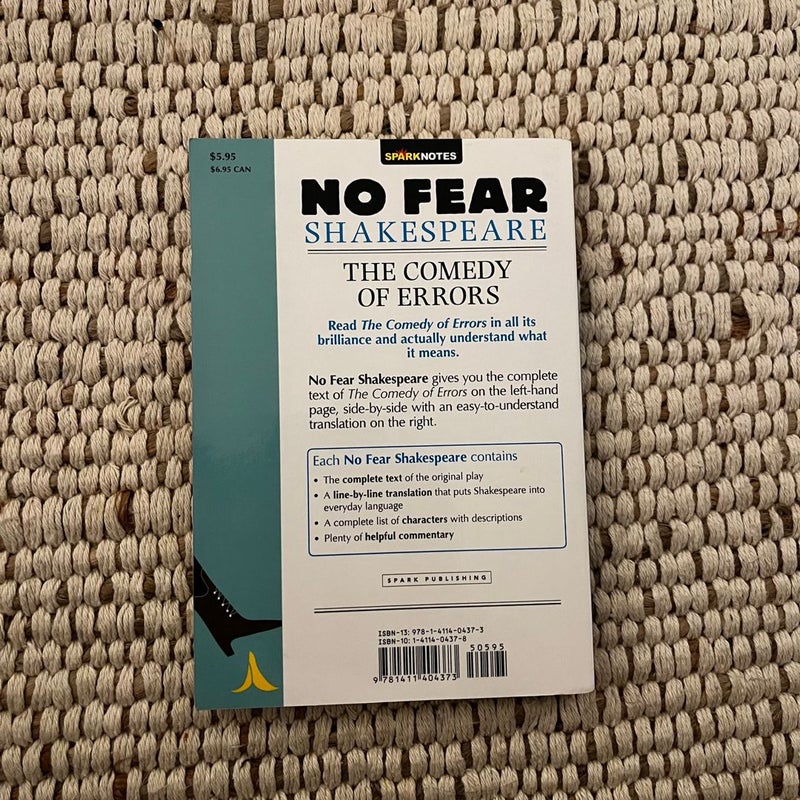 $5.95
$6.95 CAN
SPARKNOTES
NO FEAR
SHAKESPEARE
THE COMEDY
OF ERRORS
Read The Comedy of Errors in all its
brilliance and actually understand what
it means.
No Fear Shakespeare gives you the complete
text of The Comedy of Errors on the left-hand
page, side-by-side with an easy-to-understand
translation on the right.
Each No Fear Shakespeare contains
• The complete text of the original play
• A line-by-line translation that puts Shakespeare into
everyday language
• A complete list of characters with descriptions
• Plenty of helpful commentary
SPARK PUBLISHING
ISBN-13: 978-1-4114-0437-3
ISBN-10: 1-4114-0437-8
50595
9 781411 404373